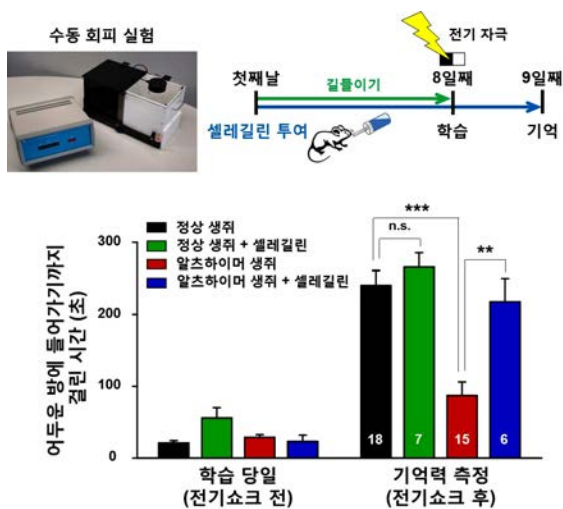 수동 회피 실험
전기 자극
첫째날
8일째
9일째
길들이기
셀레길린 투여
학습
기억
정상 생쥐
정상 생쥐 + 셀레길린
알츠하이머 생쥐
알츠하이머 생쥐 + 셀레길린
***
n.s.
**
어두운 방에 들어가기까지
걸린 시간 (초)
300
200
100
0
18
7
15
6
학습 당일
(전기쇼크 전)
기억력 측정
(전기쇼크 후)